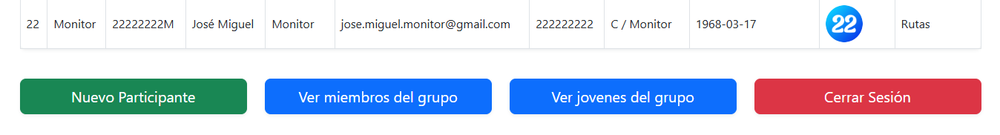 22 Monitor 22222222M José Miguel Monitor jose.miguel.monitor@gmail.com 222222222 C / Monitor 1968-03-17 22 Rutas
Nuevo Participante Ver miembros del grupo Ver jovenes del grupo Cerrar Sesión